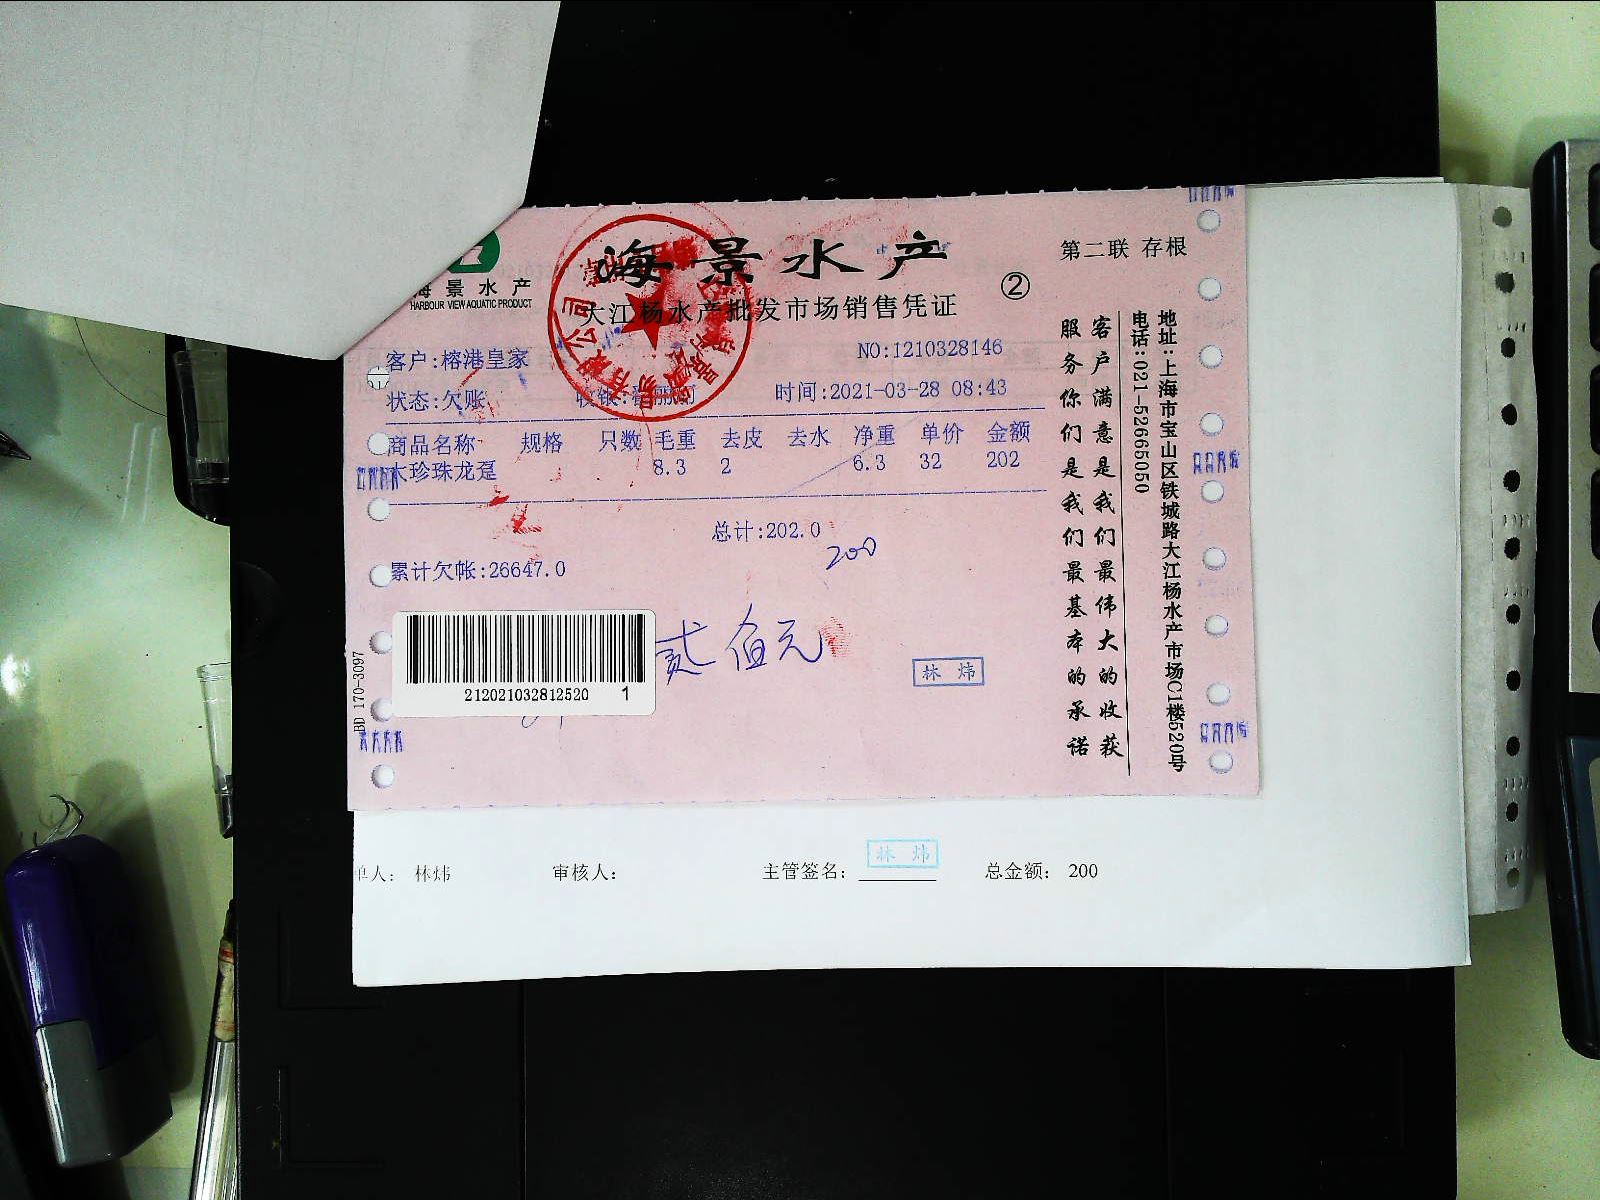 海景水产
HARBOUR VIEW AQUATIC PRODUCT
海景水产
大江杨水产批发市场销售凭证
②
第二联 存根
客户:榕港皇家
NO:1210328146
状态:欠账
收银:
时间:2021-03-28 08:43
商品名称 规格 只数 毛重 去皮 去水 净重 单价 金额
大珍珠龙趸 8.3 2 6.3 32 202
总计:202.0
200
累计欠帐:26647.0
贰佰元
林炜
212021032812520 1
BD 170-3097
客户满意是我们最伟大的收获
服务你们是我们最基本的承诺
地址:上海市宝山区铁城路大江杨水产市场C1楼520号
电话:021-52665050
单人: 林炜 审核人: 主管签名: 林炜 总金额: 200